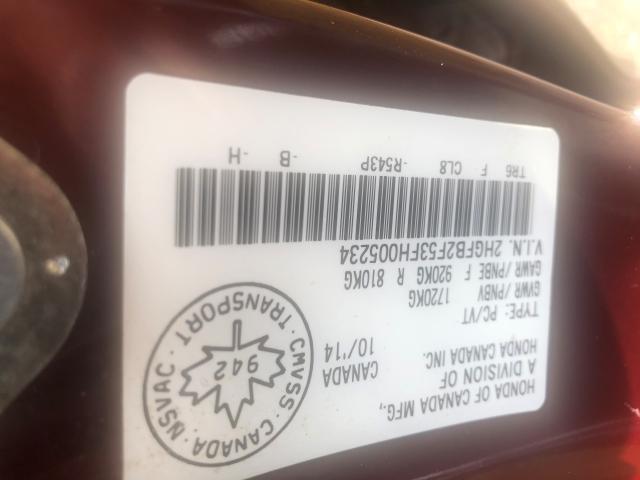 HONDA OF CANADA MFG,
A DIVISION OF
HONDA CANADA INC.
CANADA
10/'14
TYPE: PC/VT
GVWR/PNBV 1720KG
GAWR/PNBE F 920KG R 810KG
V.I.N. 2HGFB2F53FH005234
TR6 F CL8 -R543P -B -H
CMVSS · CANADA · NSVAC · TRANSPORT ·
942